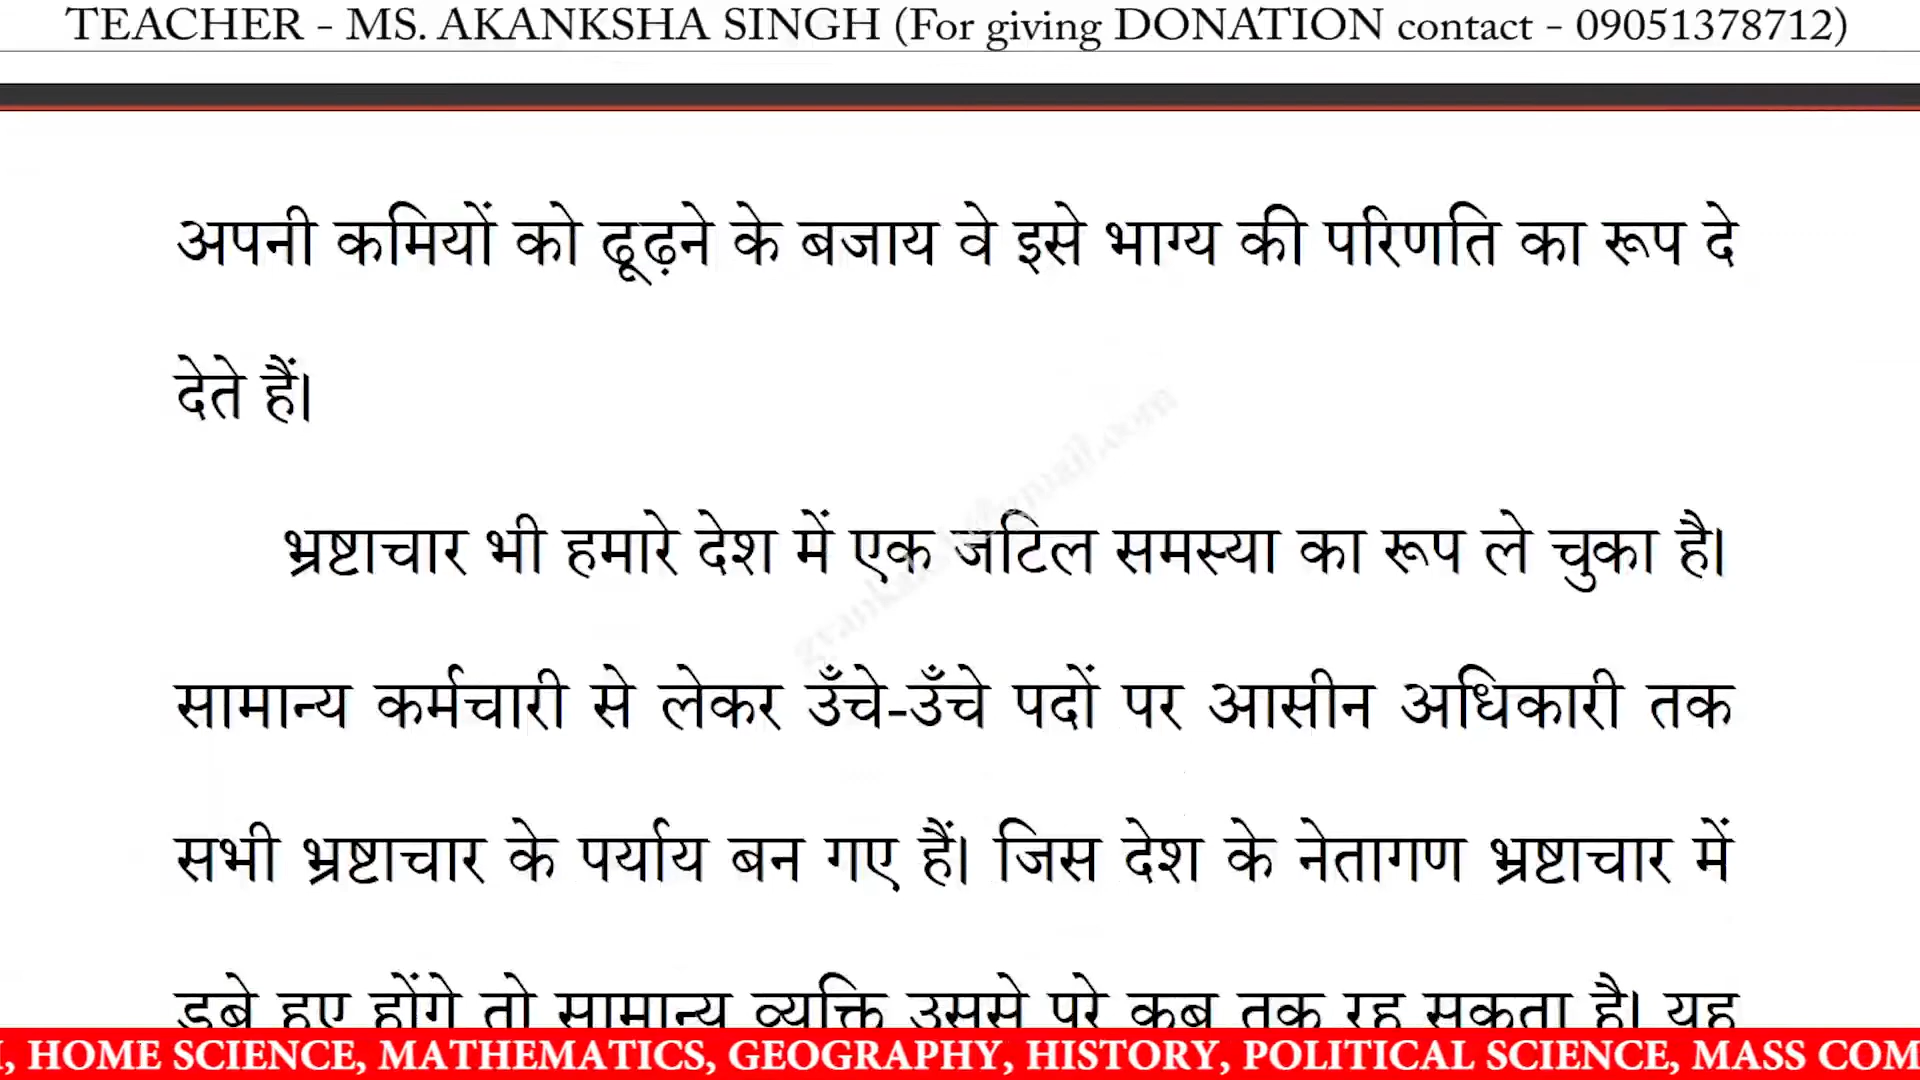 TEACHER - MS. AKANKSHA SINGH (For giving DONATION contact - 09051378712)
अपनी कमियों को ढूढ़ने के बजाय वे इसे भाग्य की परिणति का रूप दे
देते हैं।
भ्रष्टाचार भी हमारे देश में एक जटिल समस्या का रूप ले चुका है।
सामान्य कर्मचारी से लेकर उँचे-उँचे पदों पर आसीन अधिकारी तक
सभी भ्रष्टाचार के पर्याय बन गए हैं। जिस देश के नेतागण भ्रष्टाचार में
डूबे हुए होंगे तो सामान्य व्यक्ति उससे परे कब तक रह सकता है। यह
, HOME SCIENCE, MATHEMATICS, GEOGRAPHY, HISTORY, POLITICAL SCIENCE, MASS COM